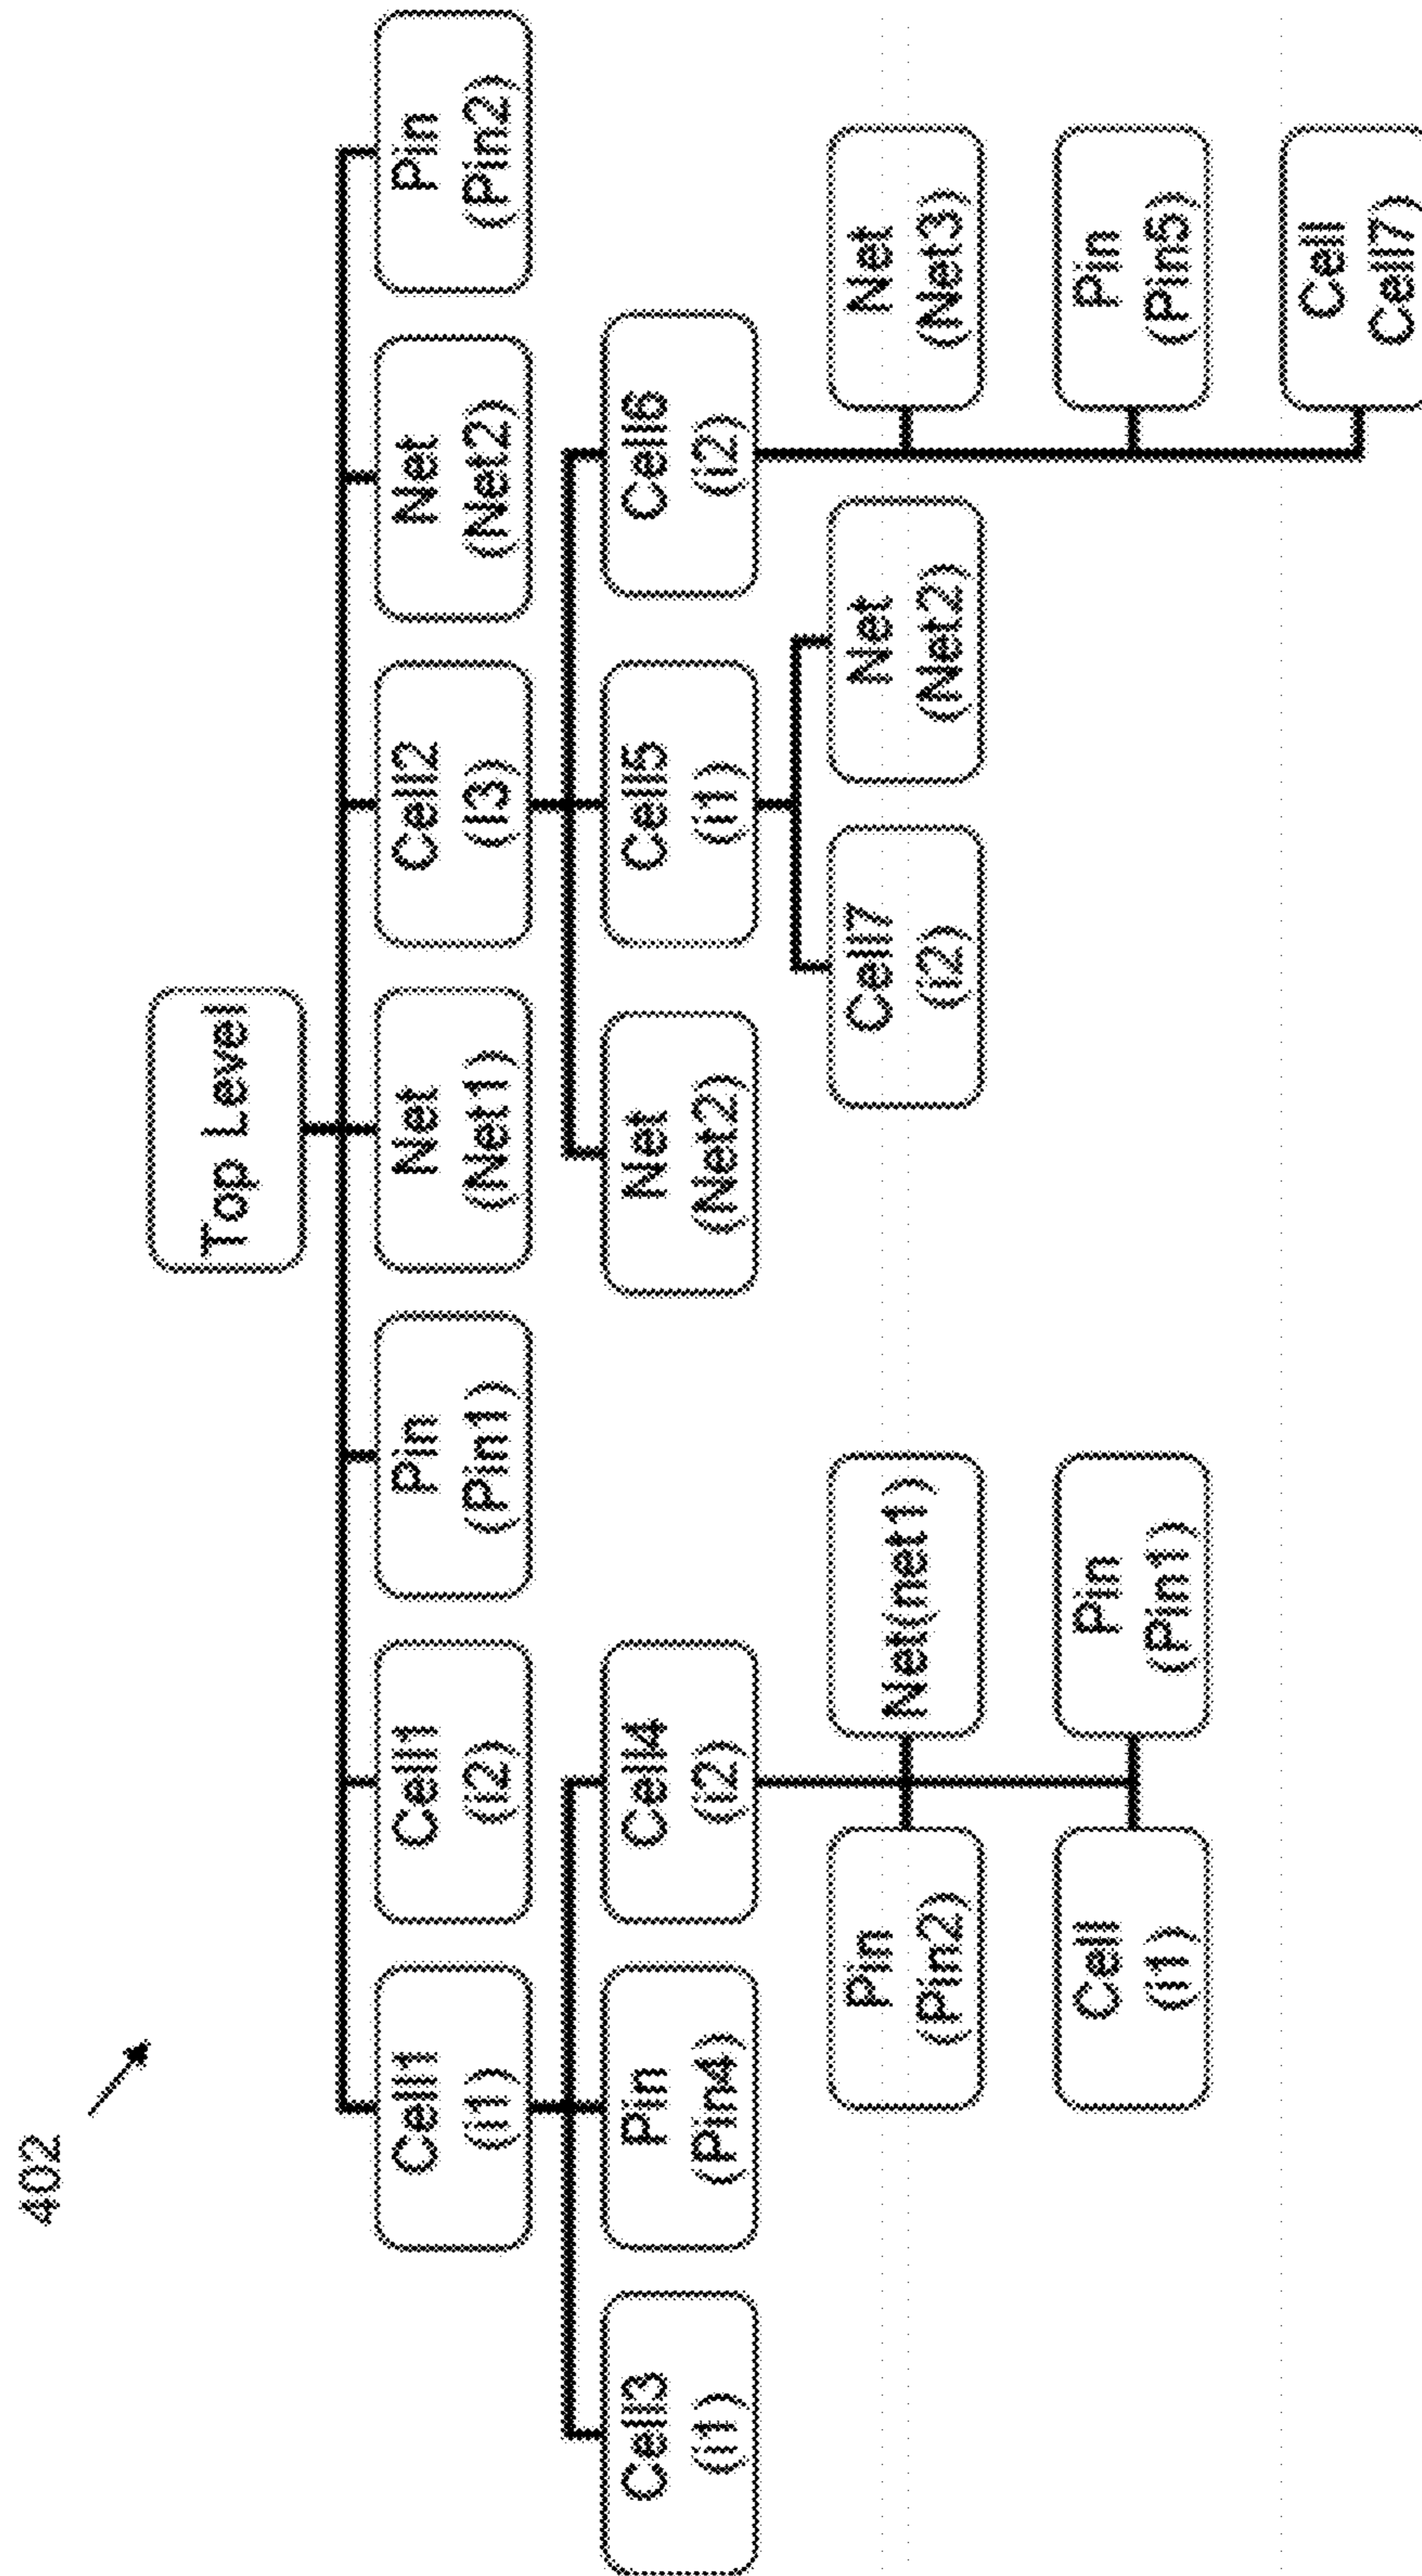 402
Top Level
Cell1
(i1)
Cell1
(i2)
Pin
(Pin1)
Net
(Net1)
Cell2
(I3)
Net
(Net2)
Pin
(Pin2)
Cell3
(i1)
Pin
(Pin4)
Cell4
(i2)
Net
(Net2)
Cell5
(i1)
Cell6
(i2)
Pin
(Pin2)
Net(net1)
Cell7
(i2)
Net
(Net2)
Net
(Net3)
Cell
(i1)
Pin
(Pin1)
Pin
(Pin5)
Cell
Cell7)